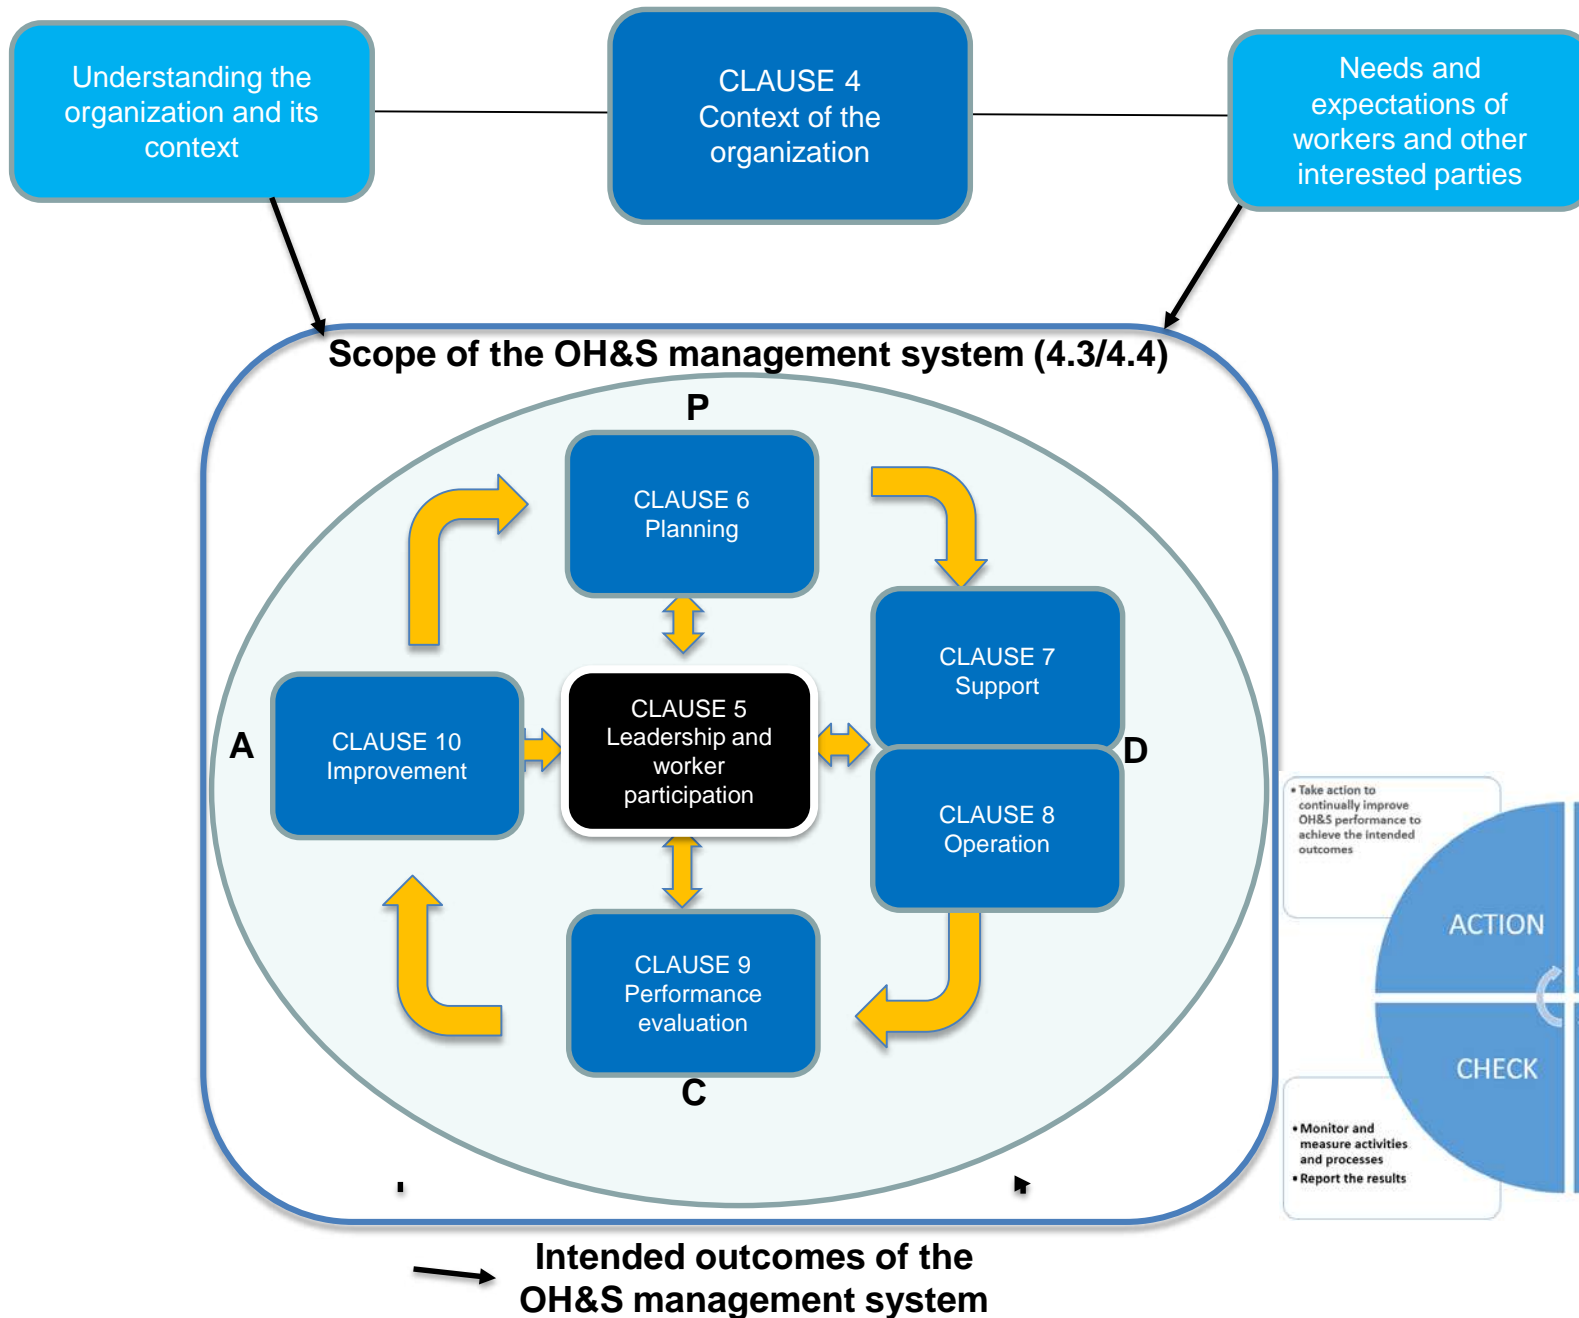 Understanding the
organization and its
context
CLAUSE 4
Context of the
organization
Needs and
expectations of
workers and other
interested parties
Scope of the OH&S management system (4.3/4.4)
P
CLAUSE 6
Planning
CLAUSE 7
Support
CLAUSE 5
Leadership and
worker
participation
A
CLAUSE 10
Improvement
D
CLAUSE 8
Operation
CLAUSE 9
Performance
evaluation
C
• Take action to
continually improve
OH&S performance to
achieve the intended
outcomes
ACTION
CHECK
• Monitor and
measure activities
and processes
• Report the results
Intended outcomes of the
OH&S management system